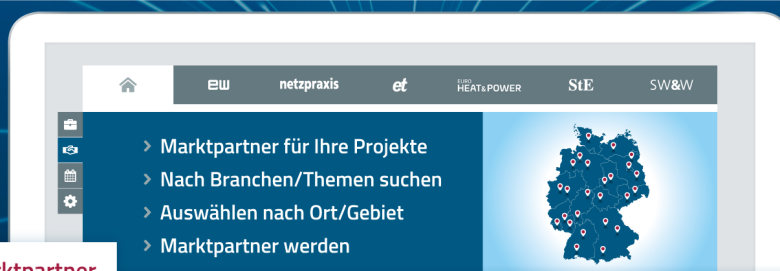 ew
netzpraxis
et
EURO
HEAT&POWER
StE
SW&W
> Marktpartner für Ihre Projekte
> Nach Branchen/Themen suchen
> Auswählen nach Ort/Gebiet
> Marktpartner werden
rktpartner